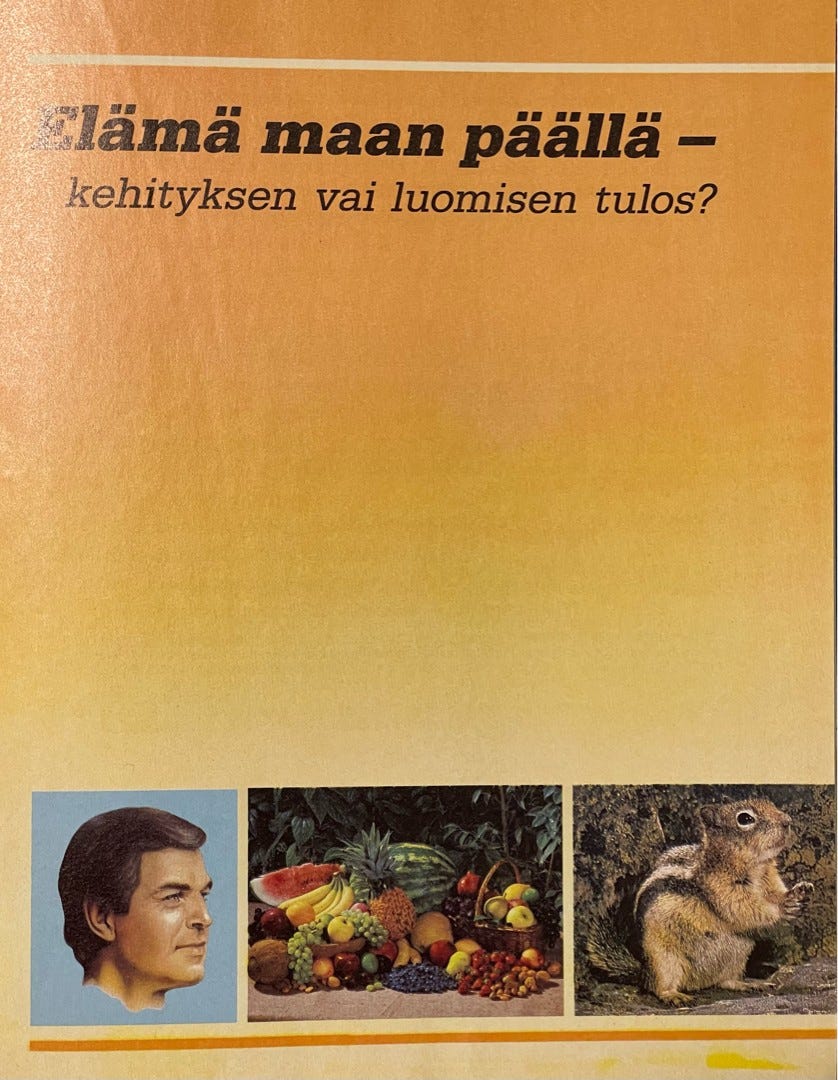 Elämä maan päällä –
kehityksen vai luomisen tulos?